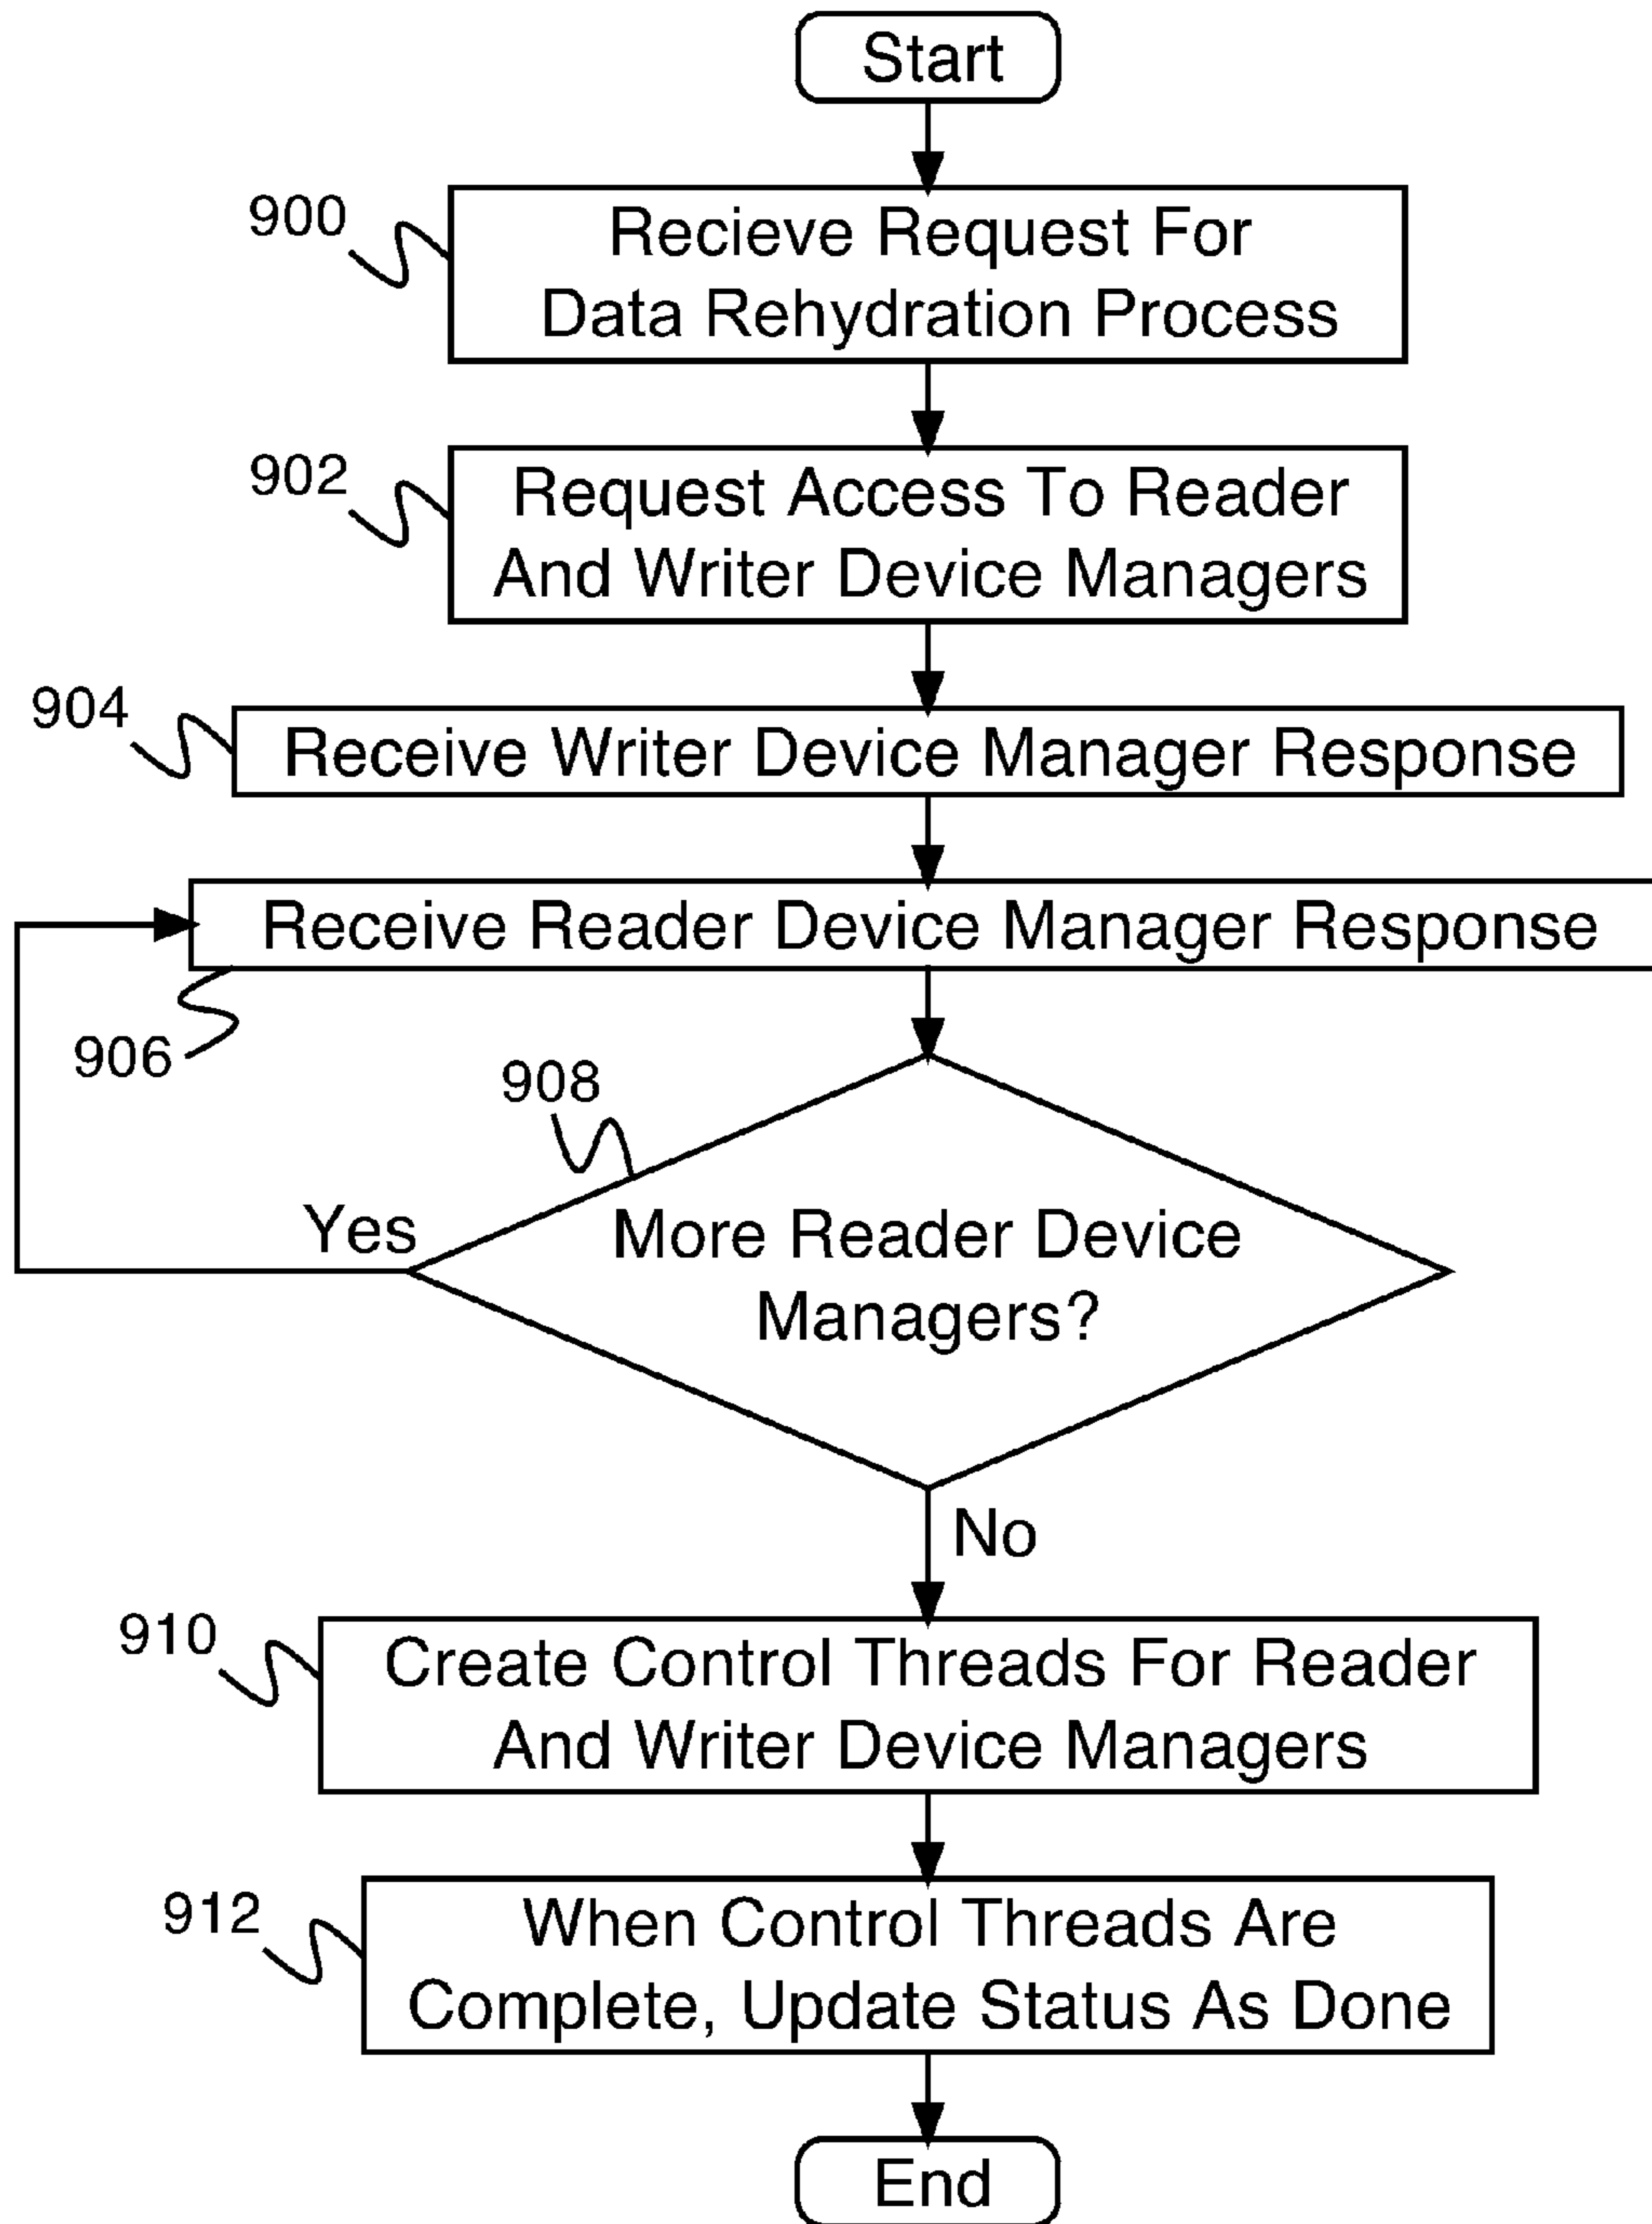 Start
900
Recieve Request For
Data Rehydration Process
902
Request Access To Reader
And Writer Device Managers
904
Receive Writer Device Manager Response
Receive Reader Device Manager Response
906
908
Yes
More Reader Device
Managers?
No
910
Create Control Threads For Reader
And Writer Device Managers
912
When Control Threads Are
Complete, Update Status As Done
End